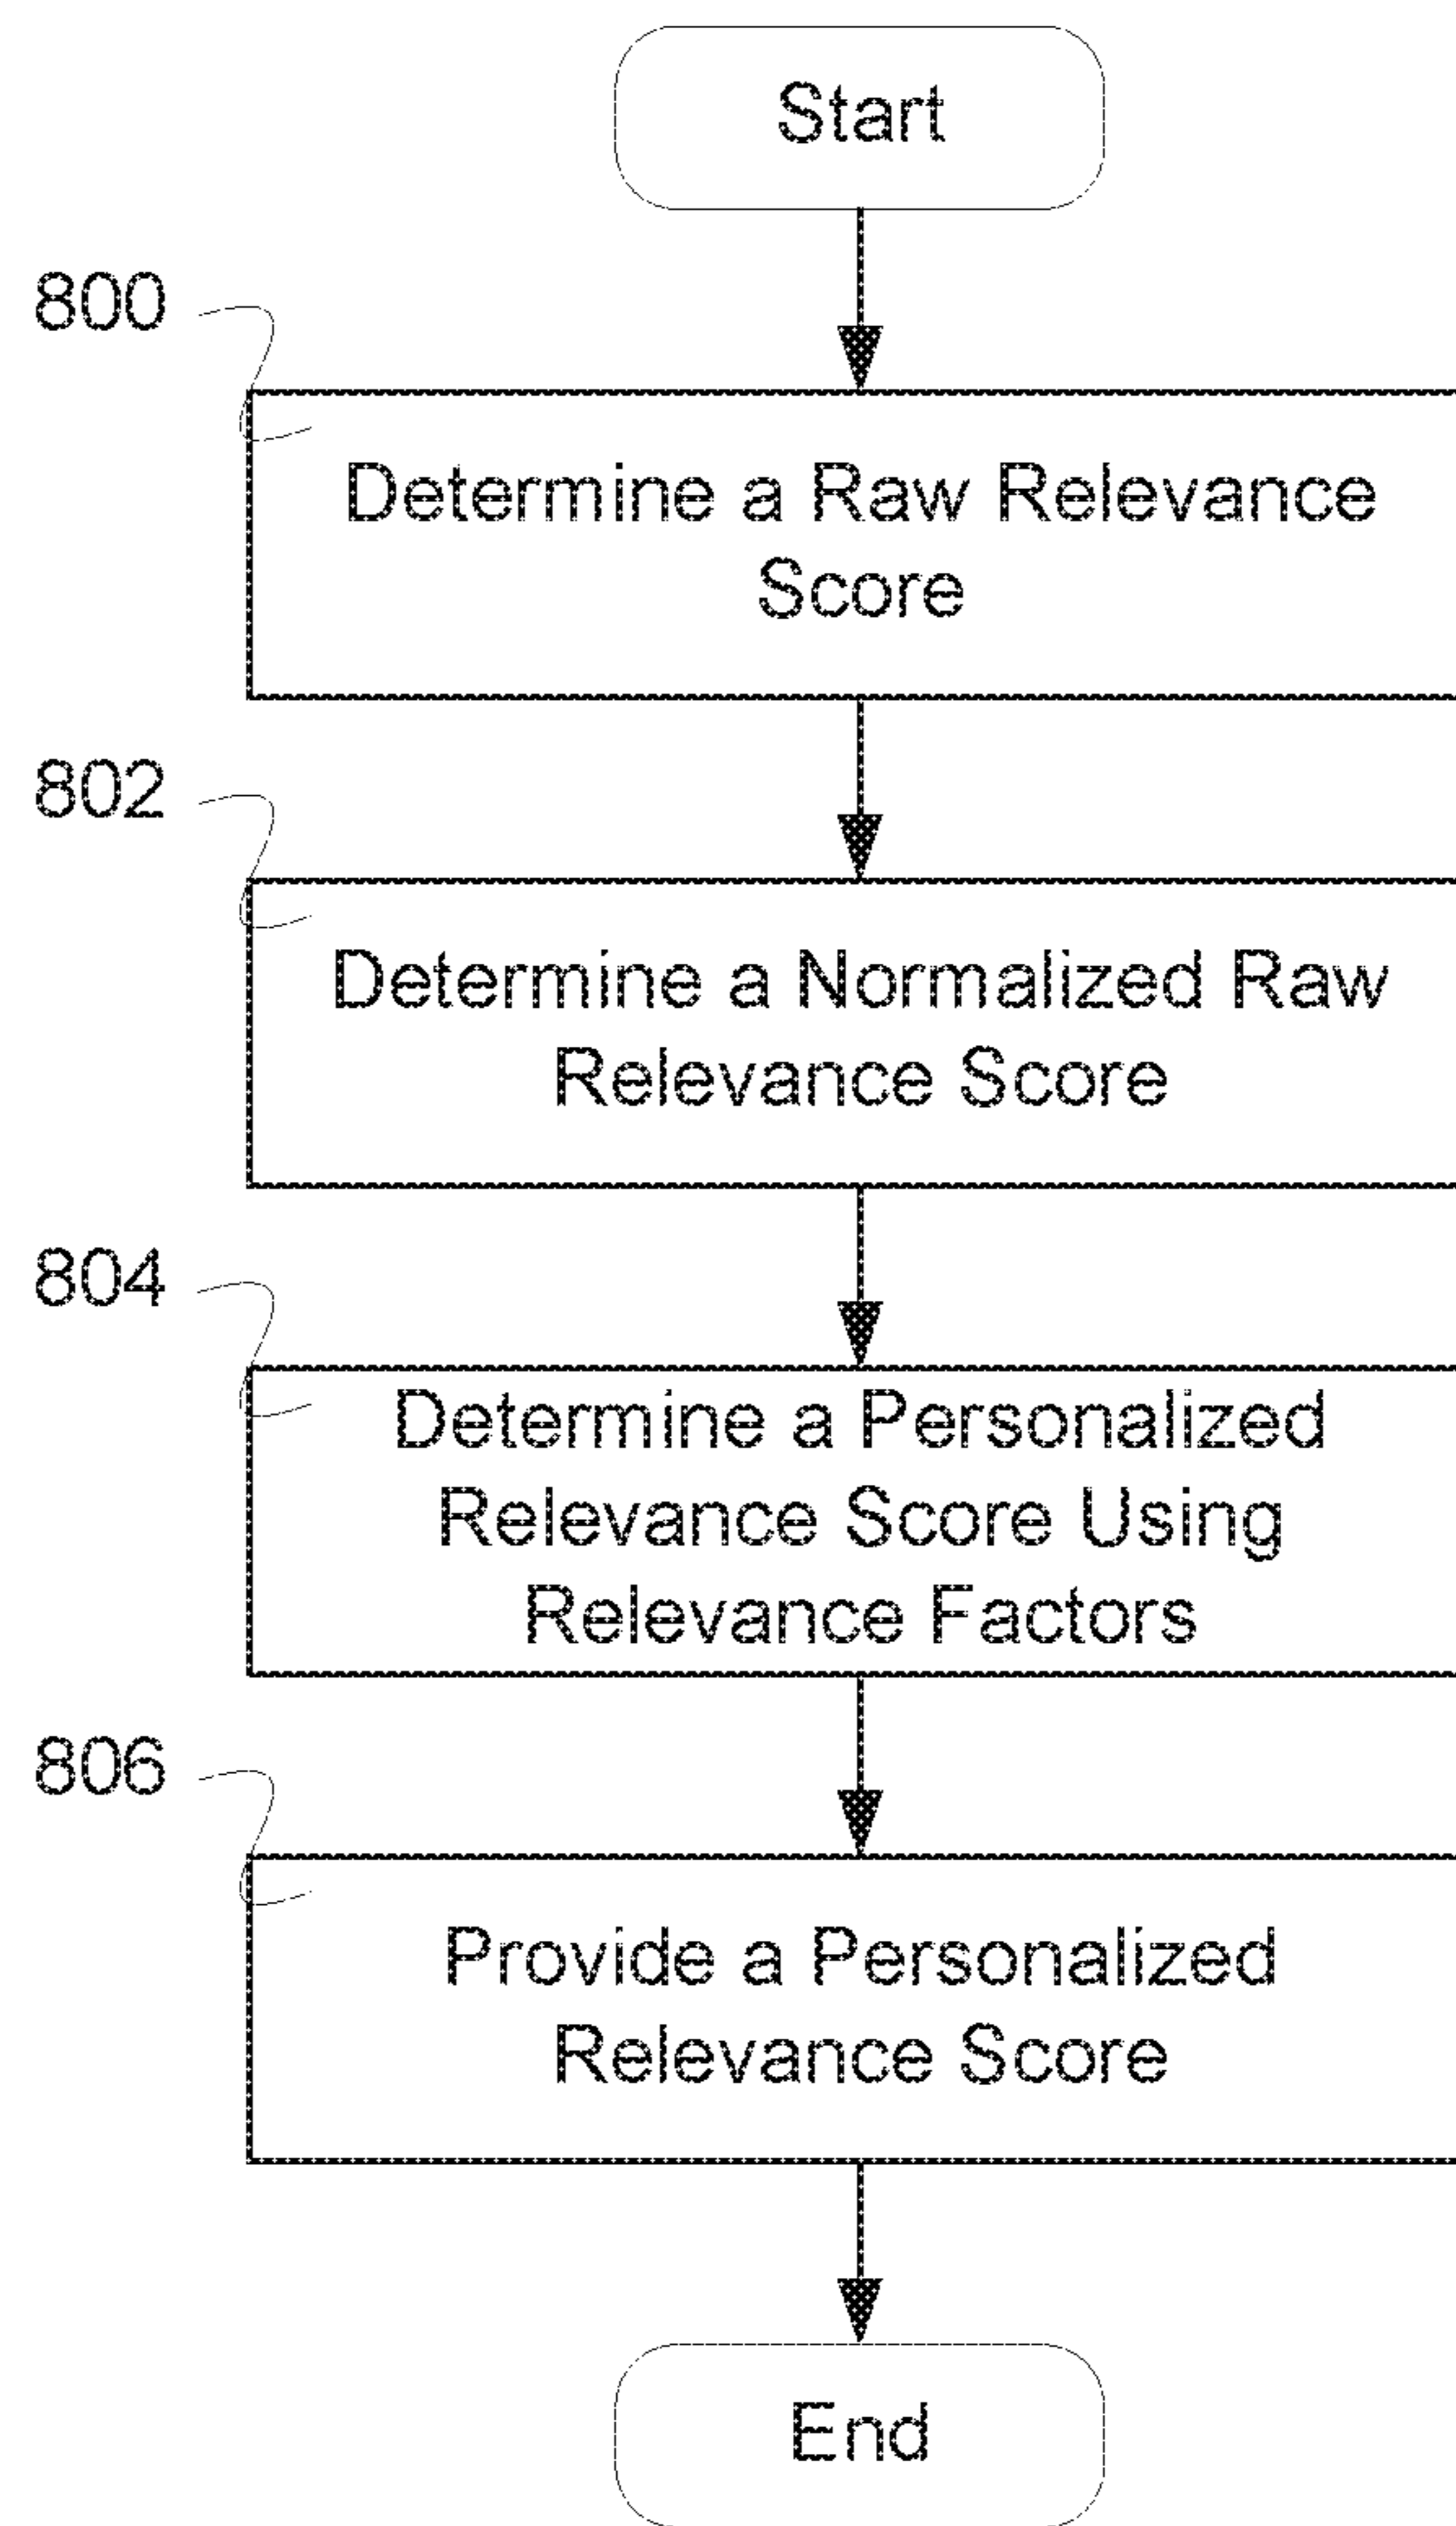 Start
800
Determine a Raw Relevance
Score
802
Determine a Normalized Raw
Relevance Score
804
Determine a Personalized
Relevance Score Using
Relevance Factors
806
Provide a Personalized
Relevance Score
End